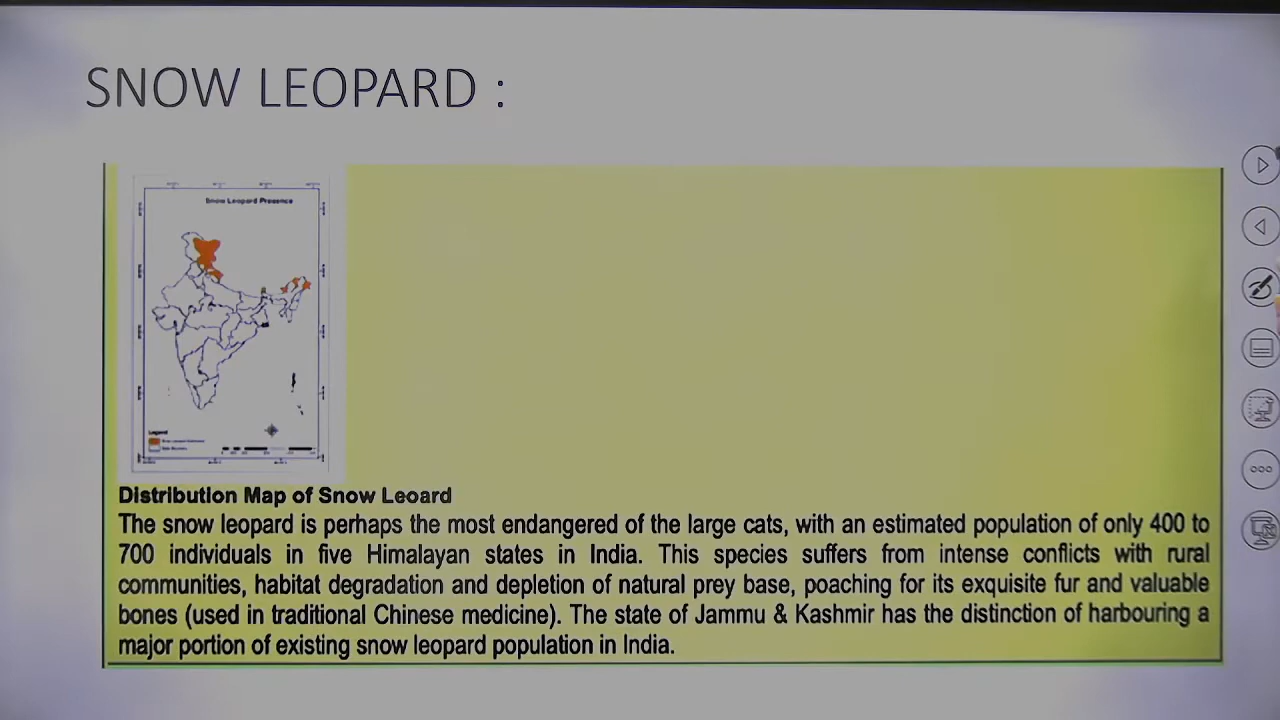 SNOW LEOPARD :
Snow Leopard Presence
Legend
Distribution Map of Snow Leoard
The snow leopard is perhaps the most endangered of the large cats, with an estimated population of only 400 to
700 individuals in five Himalayan states in India. This species suffers from intense conflicts with rural
communities, habitat degradation and depletion of natural prey base, poaching for its exquisite fur and valuable
bones (used in traditional Chinese medicine). The state of Jammu & Kashmir has the distinction of harbouring a
major portion of existing snow leopard population in India.